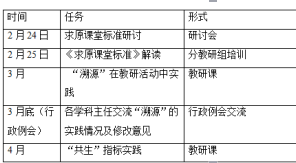 时间 任务 形式
2 月 24 日 求原课堂标准研讨 研讨会
2 月 25 日 《求原课堂标准》解读 分教研组培训
3 月 “溯源”在教研活动中实 教研课
践
3 月底（行 各学科主任交流“溯源”的 行政例会交流
政例会） 实践情况及修改意见
4 月 “共生”指标实践 教研课